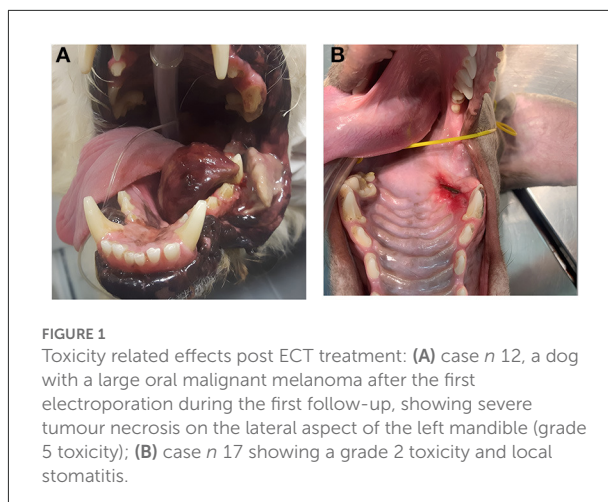 A
B
FIGURE 1
Toxicity related effects post ECT treatment: (A) case n 12, a dog
with a large oral malignant melanoma after the first
electroporation during the first follow-up, showing severe
tumour necrosis on the lateral aspect of the left mandible (grade
5 toxicity); (B) case n 17 showing a grade 2 toxicity and local
stomatitis.